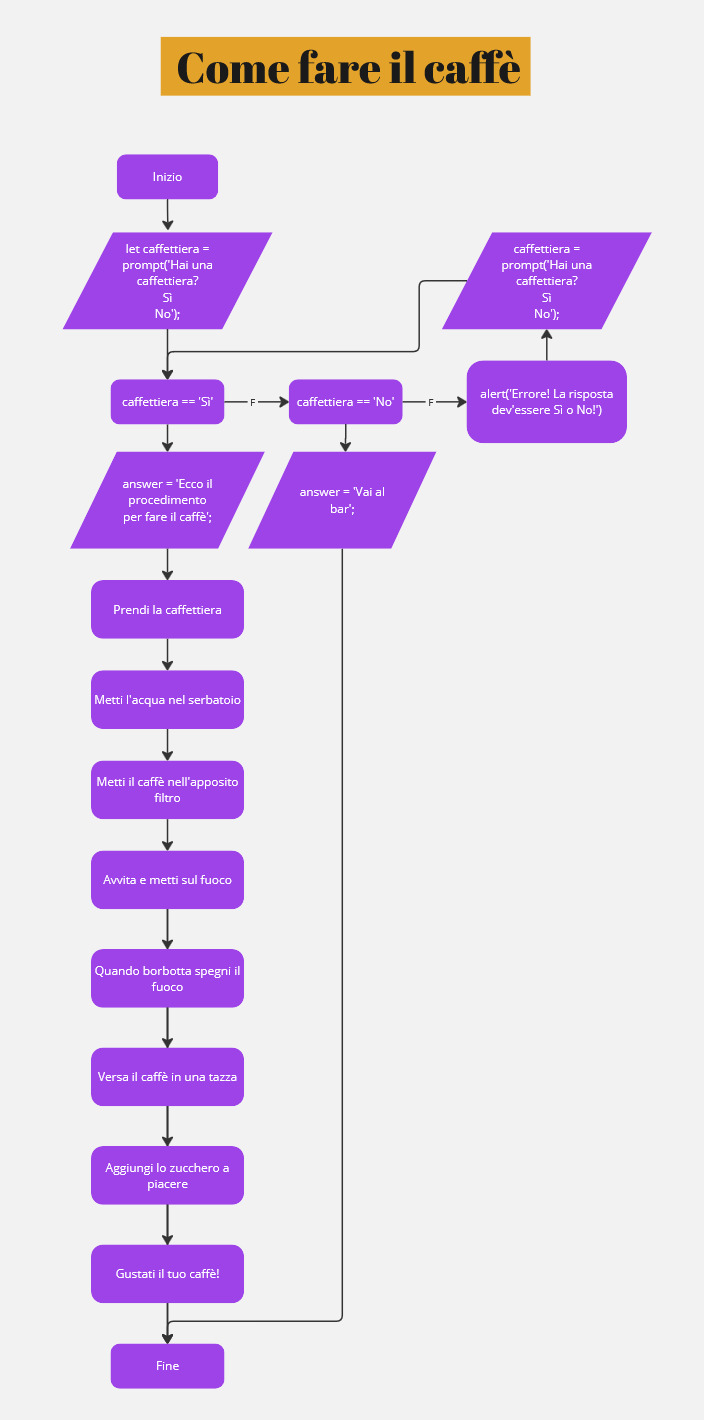 Come fare il caffè
Inizio
let caffettiera =
prompt('Hai una
caffettiera?
Sì
No');
caffettiera =
prompt('Hai una
caffettiera?
Sì
No');
caffettiera == 'Sì'
F
caffettiera == 'No'
F
alert('Errore! La risposta
dev'essere Sì o No!')
answer = 'Ecco il
procedimento
per fare il caffè';
answer = 'Vai al
bar';
Prendi la caffettiera
Metti l'acqua nel serbatoio
Metti il caffè nell'apposito
filtro
Avvita e metti sul fuoco
Quando borbotta spegni il
fuoco
Versa il caffè in una tazza
Aggiungi lo zucchero a
piacere
Gustati il tuo caffè!
Fine